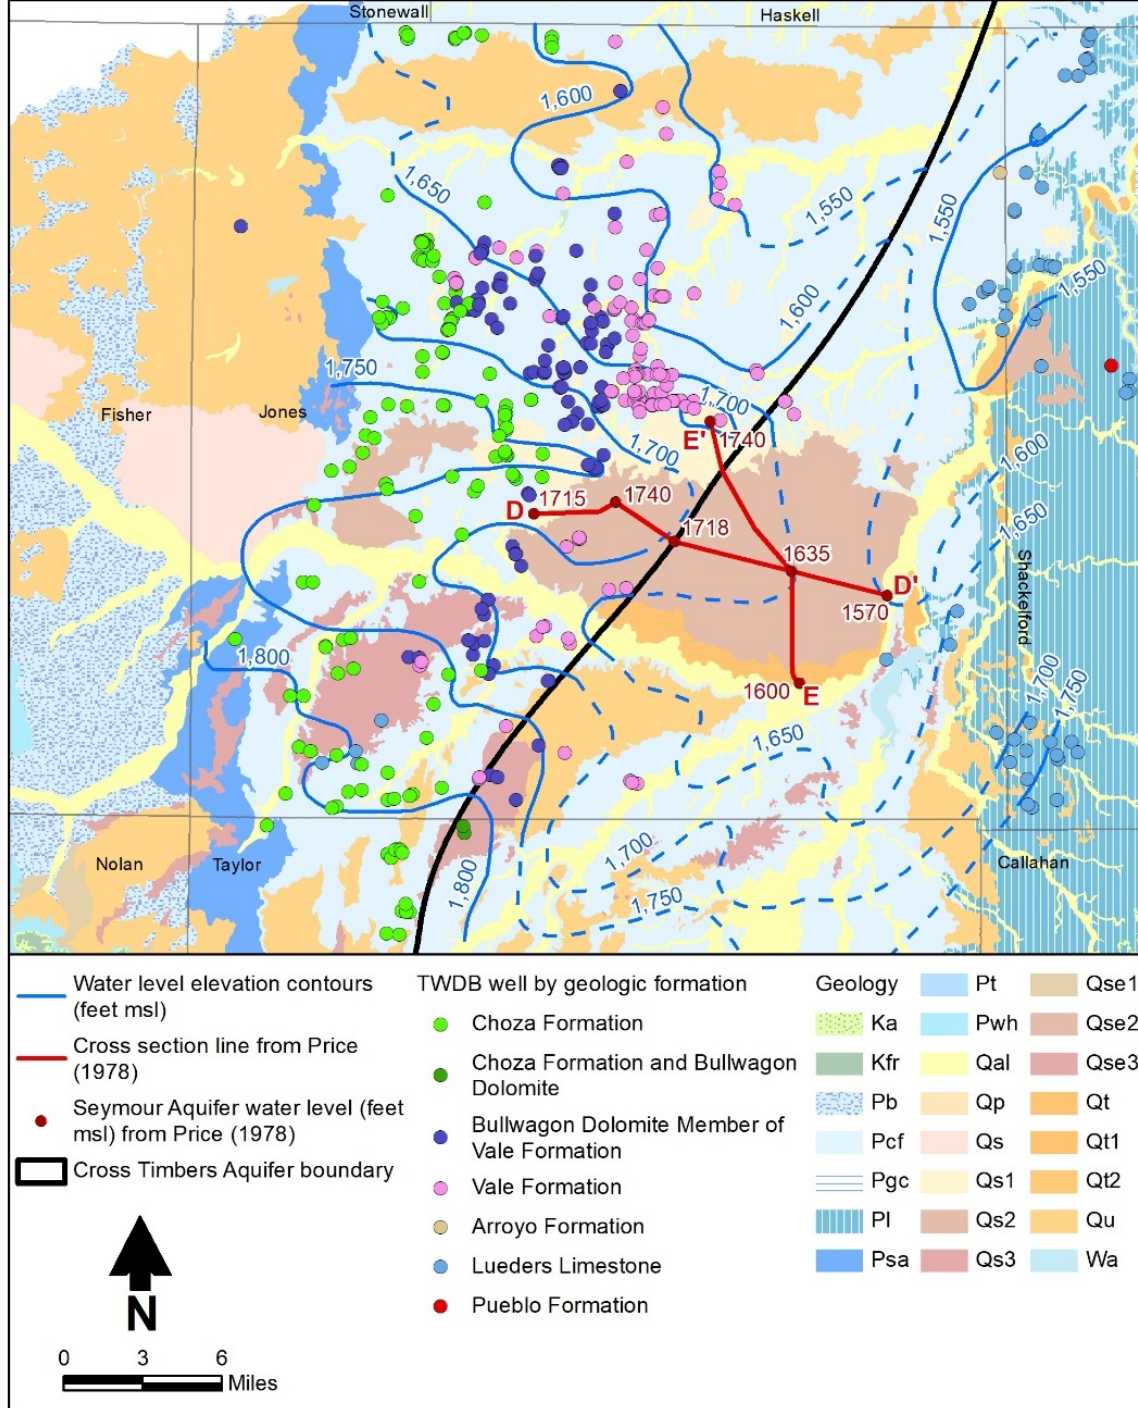 Stonewall
Haskell
1,600
1,650
1,550
1,550
1,550
1,600
1,750
1,700
Fisher
Jones
E'
1740
1,700
1,600
D
1715
1740
1718
1,650
1635
D'
1570
Shackelford
1,800
1600
E
1,700
1,750
1,650
1,700
Nolan
Taylor
1,800
1,750
Callahan
Water level elevation contours
(feet msl)
Cross section line from Price
(1978)
Seymour Aquifer water level (feet
msl) from Price (1978)
Cross Timbers Aquifer boundary
N
0 3 6
Miles
TWDB well by geologic formation
Choza Formation
Choza Formation and Bullwagon
Dolomite
Bullwagon Dolomite Member of
Vale Formation
Vale Formation
Arroyo Formation
Lueders Limestone
Pueblo Formation
Geology
Ka
Kfr
Pb
Pcf
Pgc
Pl
Psa
Pt
Pwh
Qal
Qp
Qs
Qs1
Qs2
Qs3
Qse1
Qse2
Qse3
Qt
Qt1
Qt2
Qu
Wa